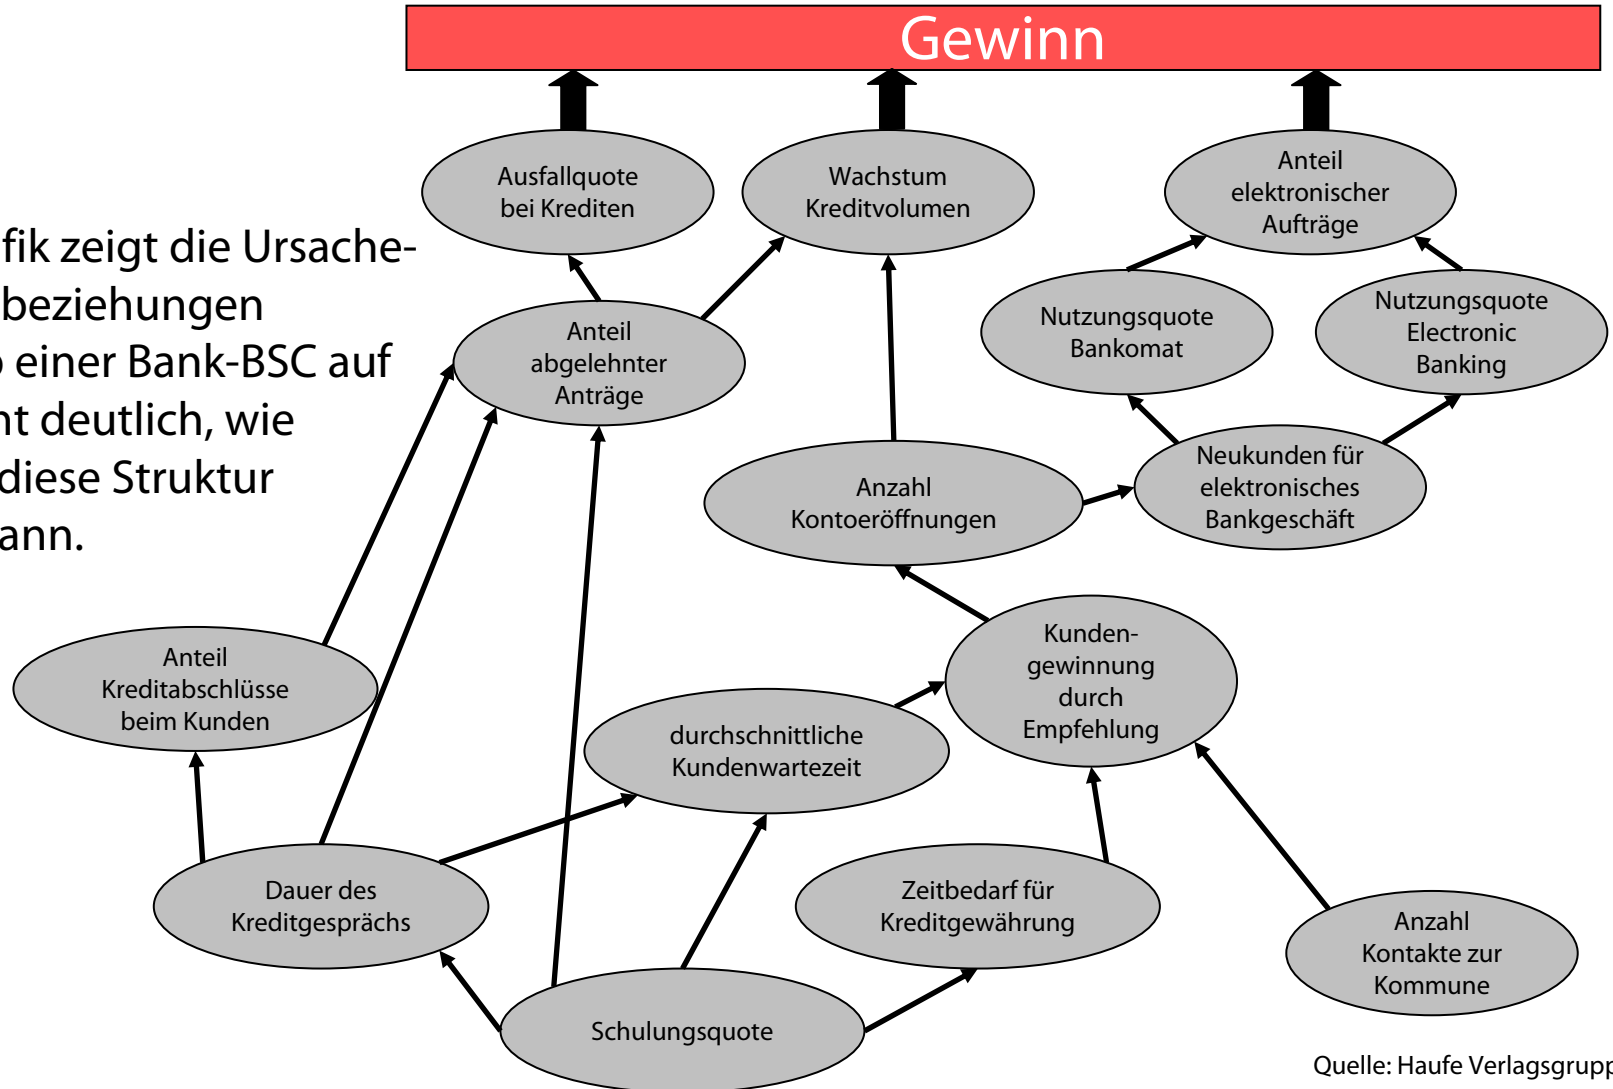 Gewinn
Ausfallquote
bei Krediten
Wachstum
Kreditvolumen
Anteil
elektronischer
Aufträge
fik zeigt die Ursache-
beziehungen
einer Bank-BSC auf
nt deutlich, wie
diese Struktur
ann.
Anteil
abgelehnter
Anträge
Nutzungsquote
Bankomat
Nutzungsquote
Electronic
Banking
Anzahl
Kontoeröffnungen
Neukunden für
elektronisches
Bankgeschäft
Anteil
Kreditabschlüsse
beim Kunden
durchschnittliche
Kundenwartezeit
Kunden-
gewinnung
durch
Empfehlung
Dauer des
Kreditgesprächs
Zeitbedarf für
Kreditgewährung
Anzahl
Kontakte zur
Kommune
Schulungsquote
Quelle: Haufe Verlagsgrupp